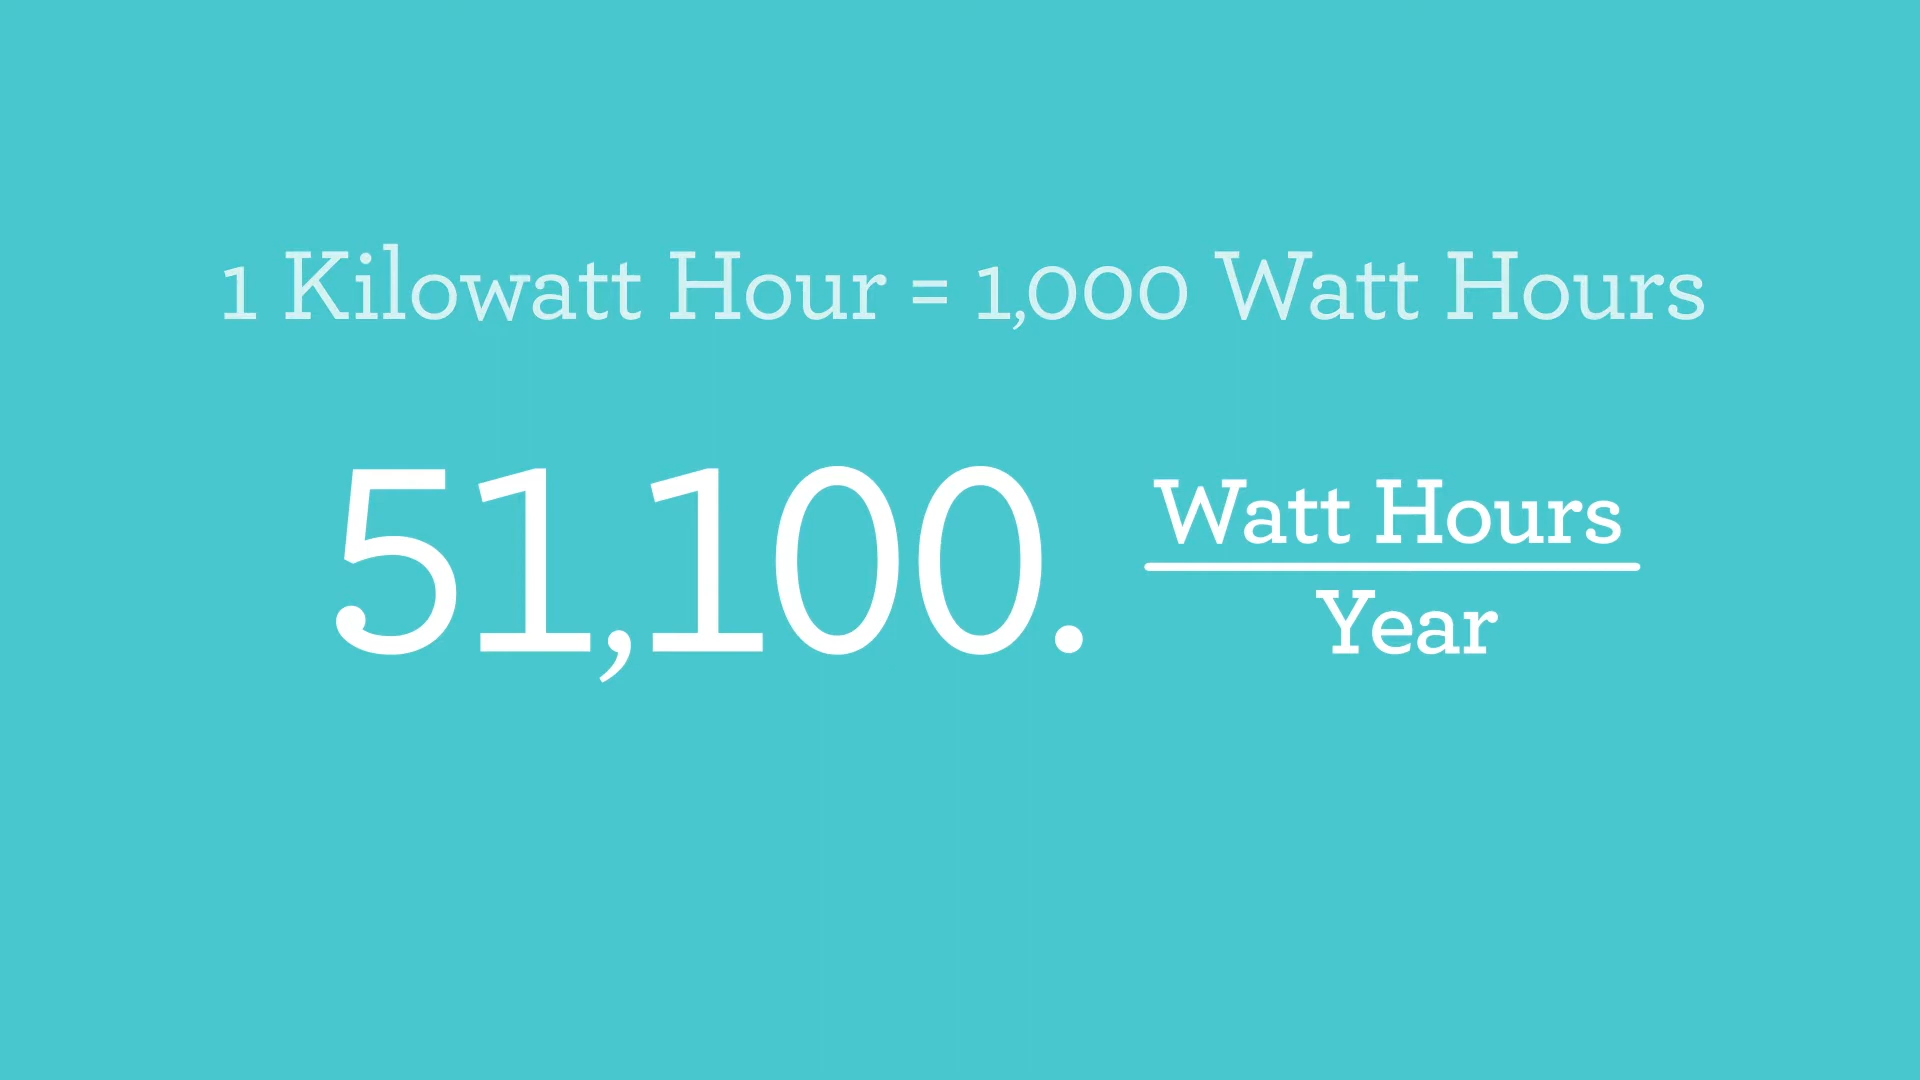 1 Kilowatt Hour = 1,000 Watt Hours
51,100. Watt Hours
Year